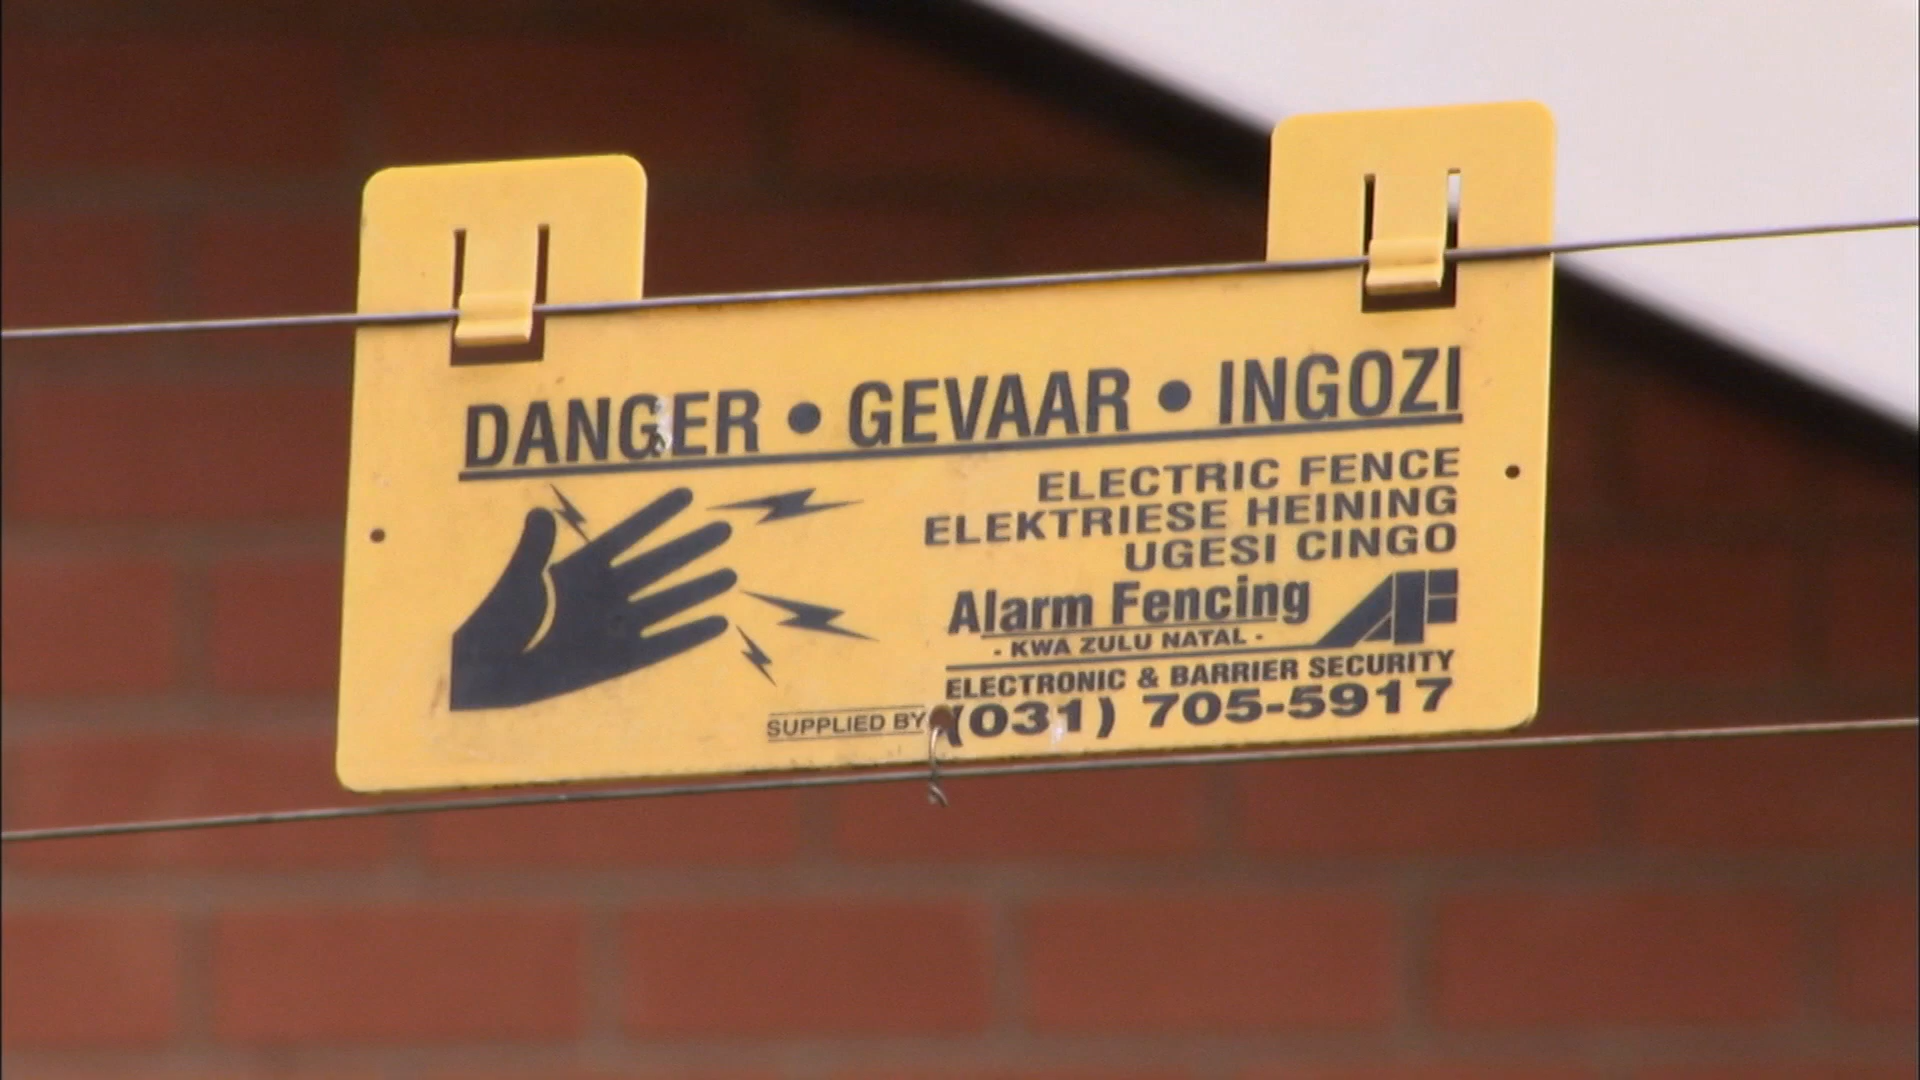 DANGER • GEVAAR • INGOZI
ELECTRIC FENCE
ELEKTRIESE HEINING
UGESI CINGO
Alarm Fencing AF
- KWA ZULU NATAL -
ELECTRONIC & BARRIER SECURITY
SUPPLIED BY (031) 705-5917